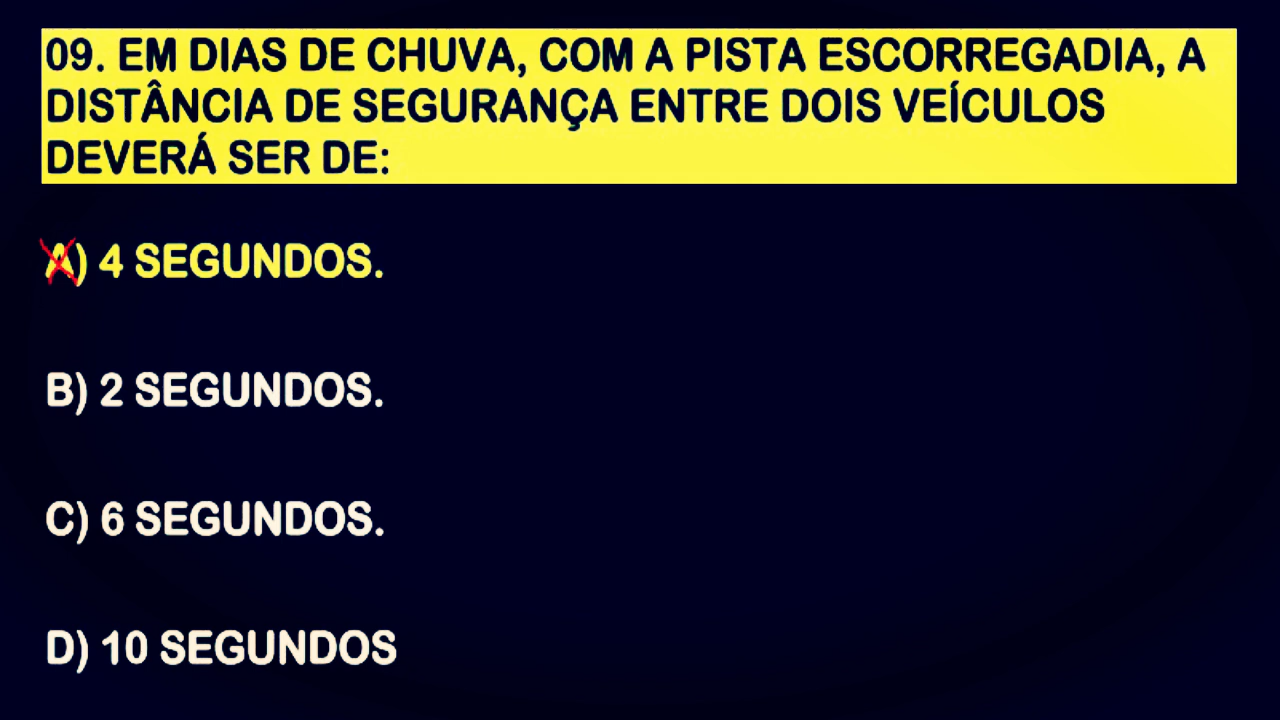 09. EM DIAS DE CHUVA, COM A PISTA ESCORREGADIA, A
DISTÂNCIA DE SEGURANÇA ENTRE DOIS VEÍCULOS
DEVERÁ SER DE:
A) 4 SEGUNDOS.
B) 2 SEGUNDOS.
C) 6 SEGUNDOS.
D) 10 SEGUNDOS